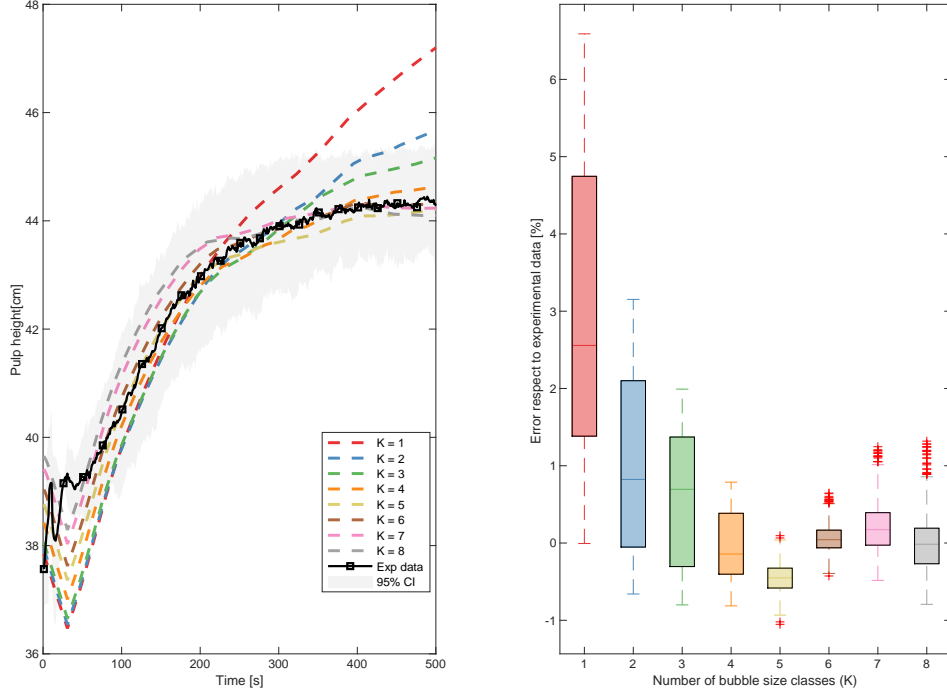 48
46
44
42
40
38
36
Pulp height[cm]
0
100
200
300
400
500
Time [s]
K = 1
K = 2
K = 3
K = 4
K = 5
K = 6
K = 7
K = 8
Exp data
95% CI
6
5
4
3
2
1
0
-1
Error respect to experimental data [%]
1
2
3
4
5
6
7
8
Number of bubble size classes (K)